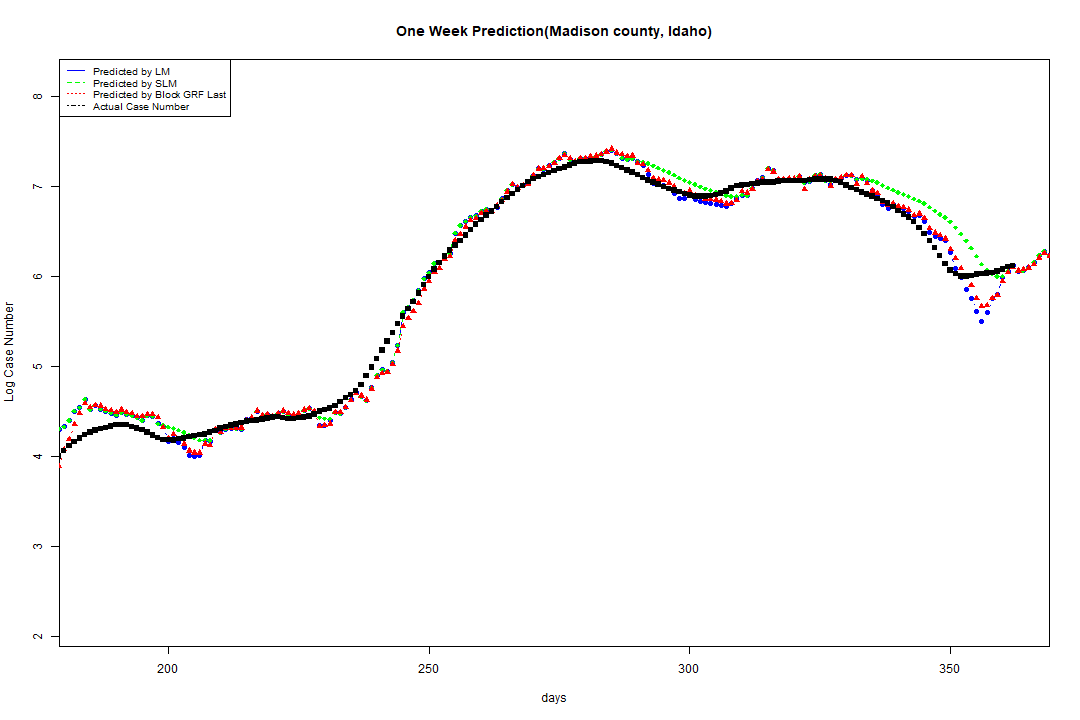 One Week Prediction(Madison county, Idaho)
Predicted by LM
Predicted by SLM
Predicted by Block GRF Last
Actual Case Number
8
7
6
5
4
3
2
Log Case Number
200
250
300
350
days